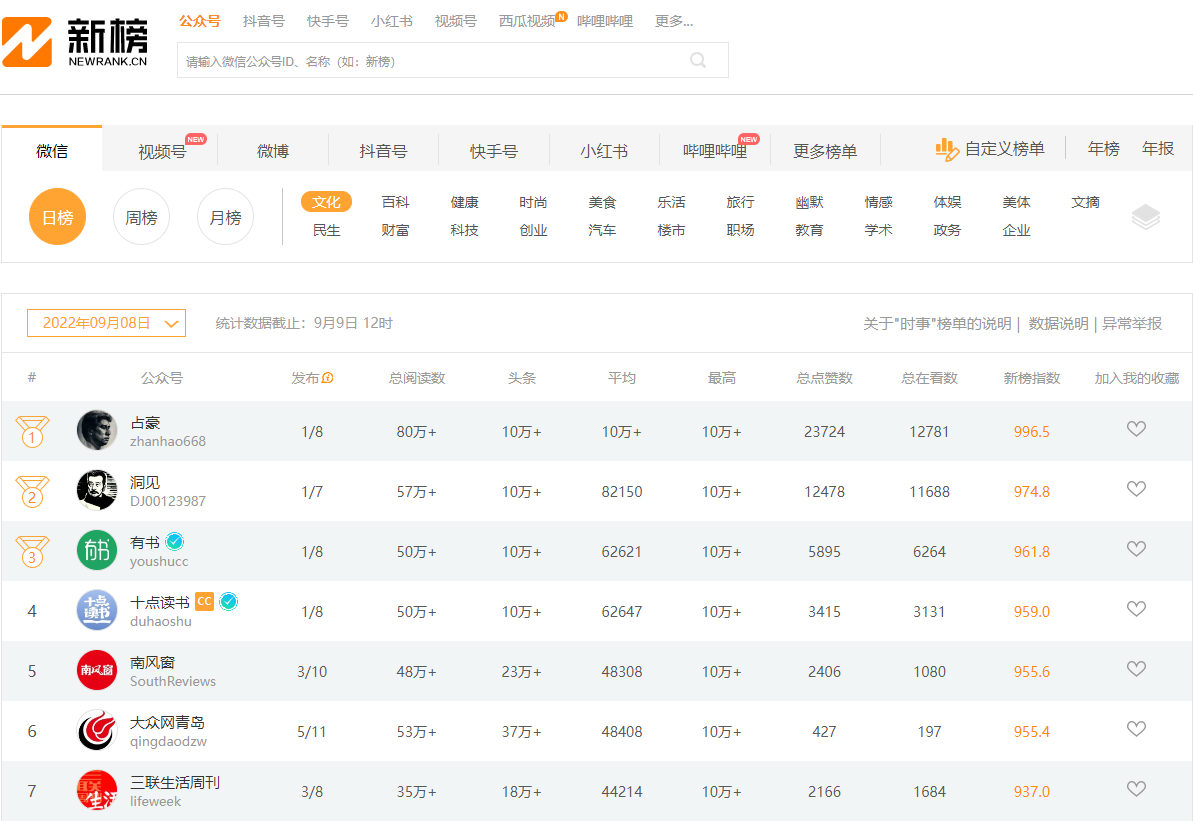 新榜
NEWRANK.CN
公众号 抖音号 快手号 小红书 视频号 西瓜视频 N 哔哩哔哩 更多...
请输入微信公众号ID、名称（如：新榜）
微信 视频号 NEW 微博 抖音号 快手号 小红书 哔哩哔哩 NEW 更多榜单 自定义榜单 年榜 年报
日榜 周榜 月榜
文化 百科 健康 时尚 美食 乐活 旅行 幽默 情感 体娱 美体 文摘
民生 财富 科技 创业 汽车 楼市 职场 教育 学术 政务 企业
2022年09月08日 统计数据截止：9月9日 12时 关于"时事"榜单的说明 | 数据说明 | 异常举报
# 公众号 发布 总阅读数 头条 平均 最高 总点赞数 总在看数 新榜指数 加入我的收藏
1 占豪 zhanhao668 1/8 80万+ 10万+ 10万+ 10万+ 23724 12781 996.5
2 洞见 DJ00123987 1/7 57万+ 10万+ 82150 10万+ 12478 11688 974.8
3 有书 有书 youshucc 1/8 50万+ 10万+ 62621 10万+ 5895 6264 961.8
4 十点读书 十点读书 CC duhaoshu 1/8 50万+ 10万+ 62647 10万+ 3415 3131 959.0
5 南风窗 南风窗 SouthReviews 3/10 48万+ 23万+ 48308 10万+ 2406 1080 955.6
6 大众网青岛 qingdaodzw 5/11 53万+ 37万+ 48408 10万+ 427 197 955.4
7 三联生活周刊 lifeweek 3/8 35万+ 18万+ 44214 10万+ 2166 1684 937.0